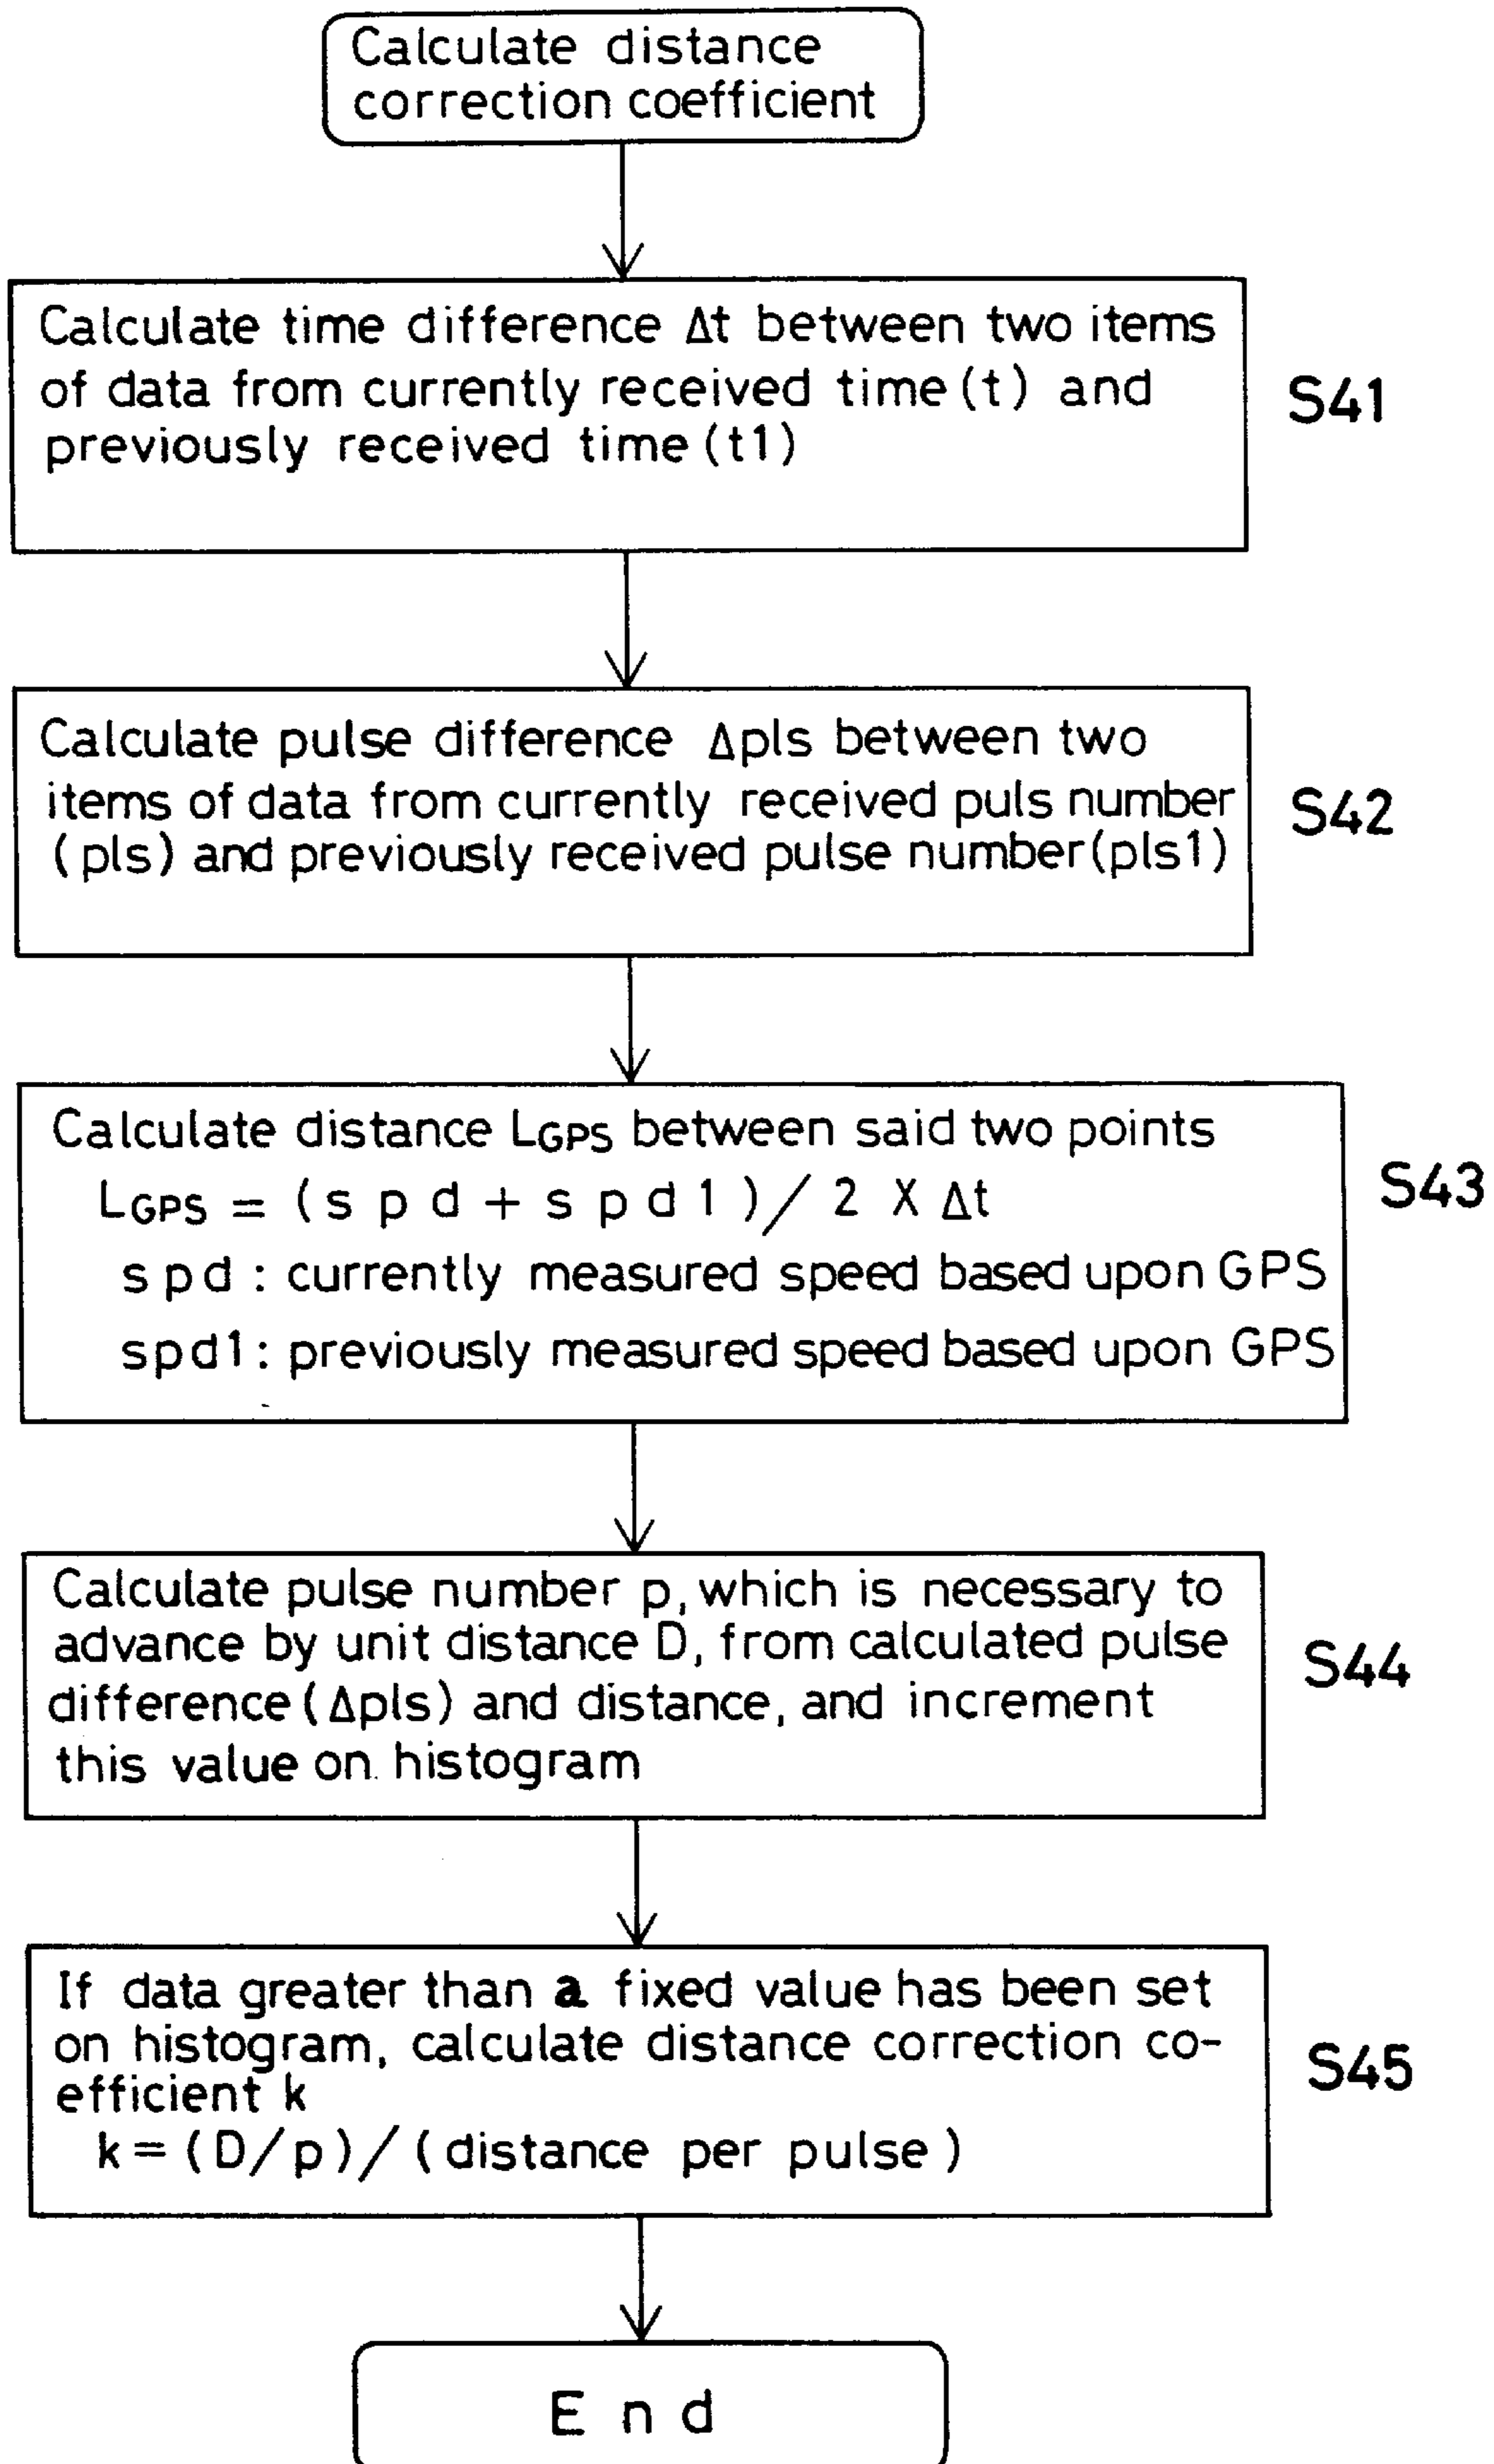 Calculate distance
correction coefficient
Calculate time difference Δt between two items
of data from currently received time (t) and
previously received time (t1)
S41
Calculate pulse difference Δpls between two
items of data from currently received puls number
(pls) and previously received pulse number (pls1)
S42
Calculate distance LGPS between said two points
LGPS = (spd + spd1)/2 X Δt
spd : currently measured speed based upon GPS
spd1 : previously measured speed based upon GPS
S43
Calculate pulse number p, which is necessary to
advance by unit distance D, from calculated pulse
difference (Δpls) and distance, and increment
this value on histogram
S44
If data greater than a fixed value has been set
on histogram, calculate distance correction co-
efficient k
k = (D/p)/(distance per pulse)
S45
End